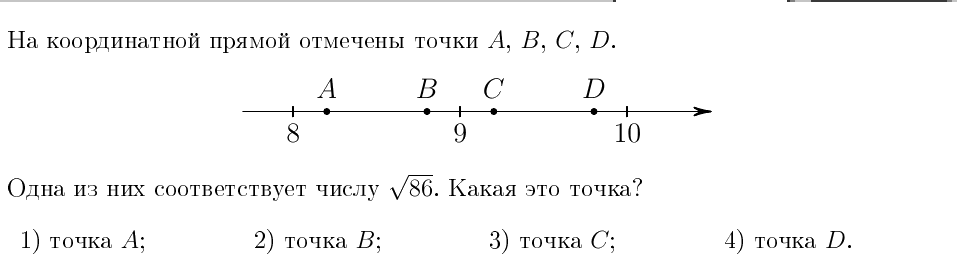 На координатной прямой отмечены точки A, B, C, D.
A B C D
8 9 10
Одна из них соответствует числу √86. Какая это точка?
1) точка A; 2) точка B; 3) точка C; 4) точка D.